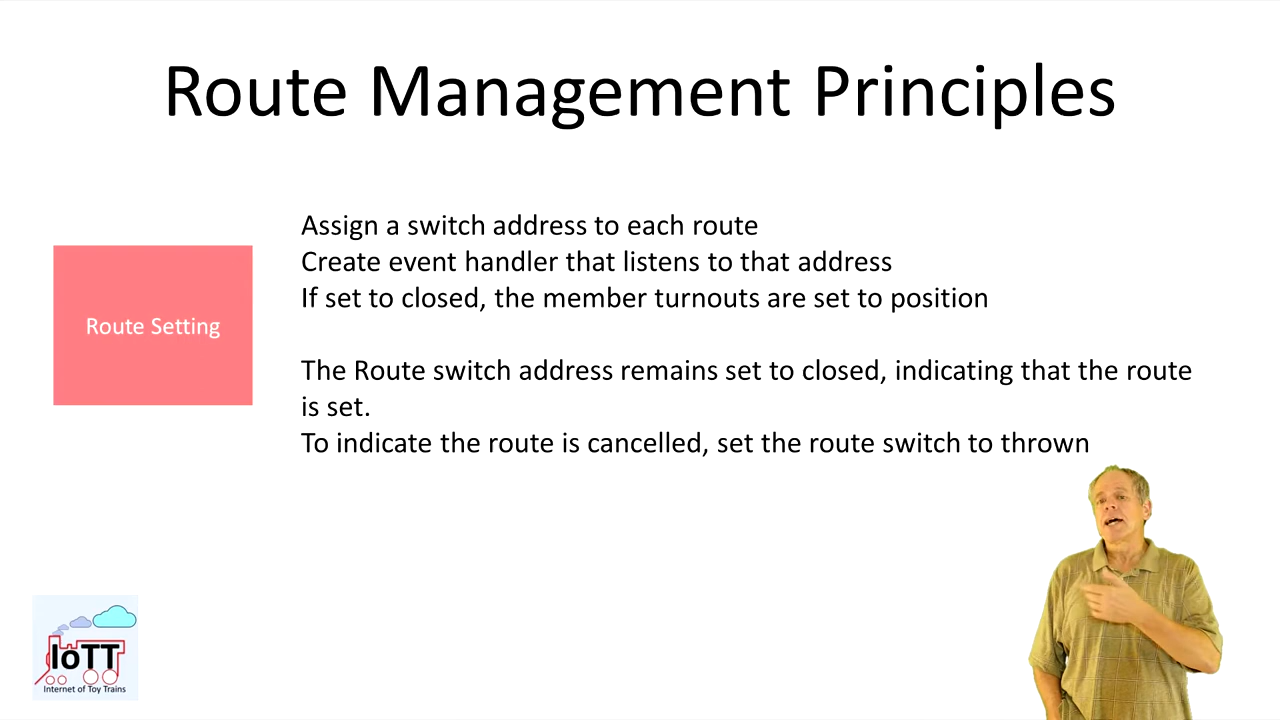 Route Management Principles
Assign a switch address to each route
Create event handler that listens to that address
If set to closed, the member turnouts are set to position
Route Setting
The Route switch address remains set to closed, indicating that the route
is set.
To indicate the route is cancelled, set the route switch to thrown
IoTT
Internet of Toy Trains